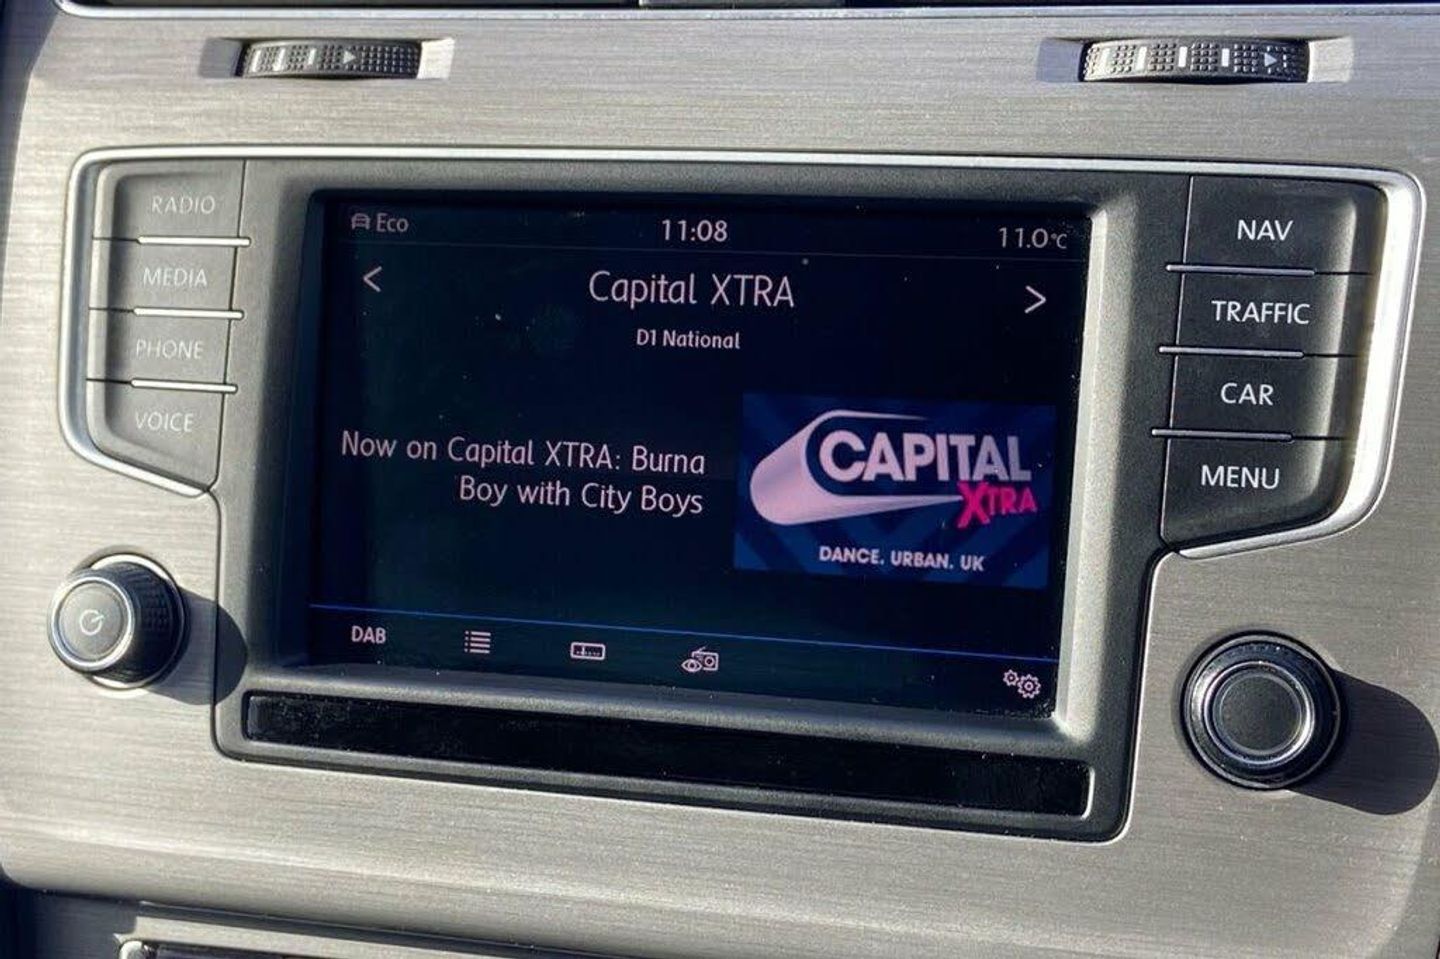 RADIO
MEDIA
PHONE
VOICE
Eco
11:08
11.0°C
<
Capital XTRA
>
D1 National
Now on Capital XTRA: Burna
Boy with City Boys
CAPITAL
XTRA
DANCE. URBAN. UK
DAB
NAV
TRAFFIC
CAR
MENU